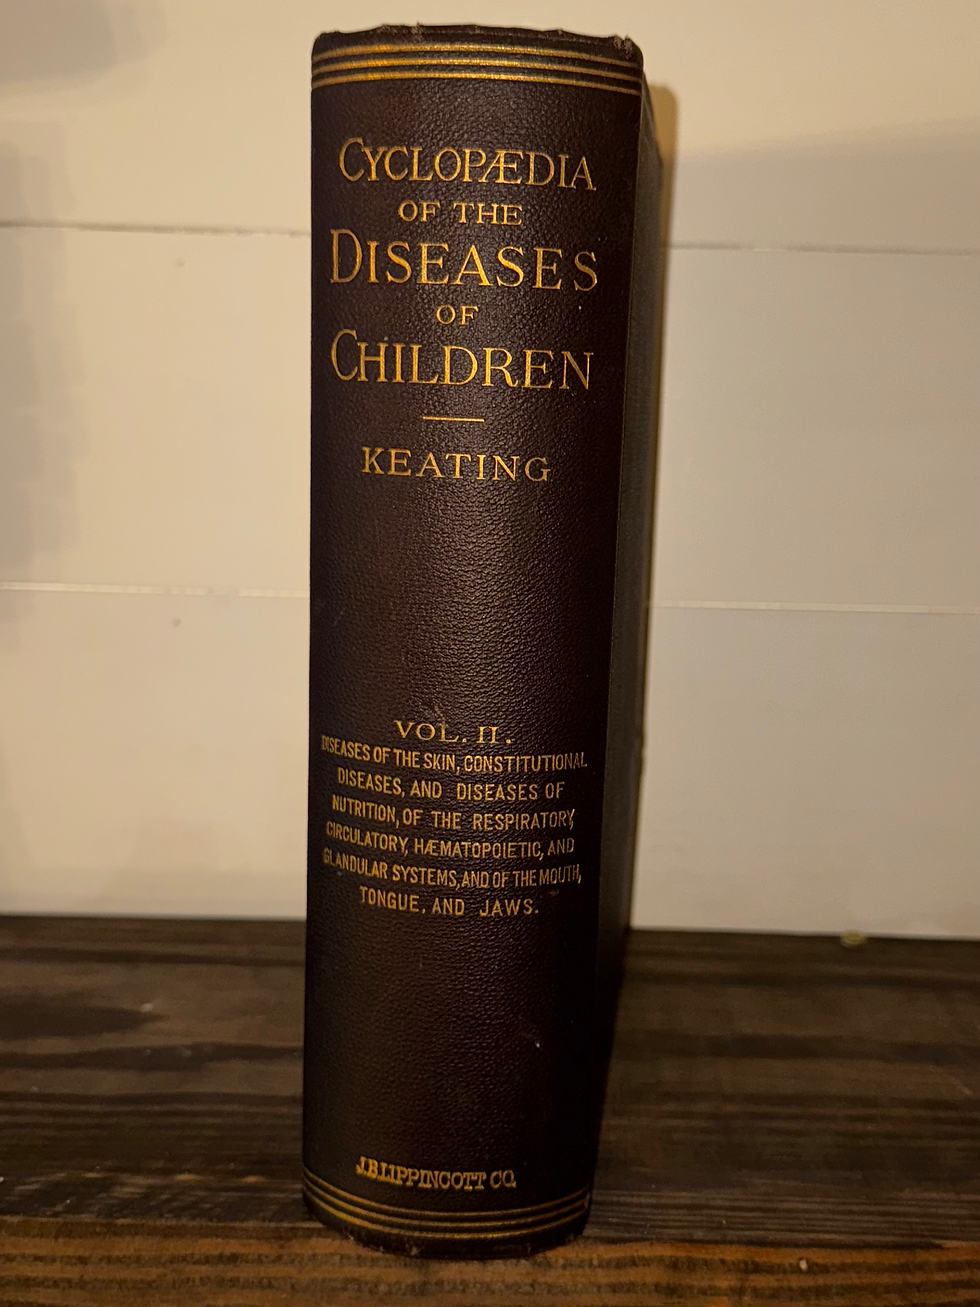 CYCLOPÆDIA
OF THE
DISEASES
OF
CHILDREN
KEATING
VOL. II.
DISEASES OF THE SKIN, CONSTITUTIONAL
DISEASES, AND DISEASES OF
NUTRITION, OF THE RESPIRATORY,
CIRCULATORY, HÆMATOPOIETIC, AND
GLANDULAR SYSTEMS, AND OF THE MOUTH,
TONGUE, AND JAWS.
J.B. LIPPINCOTT CO.